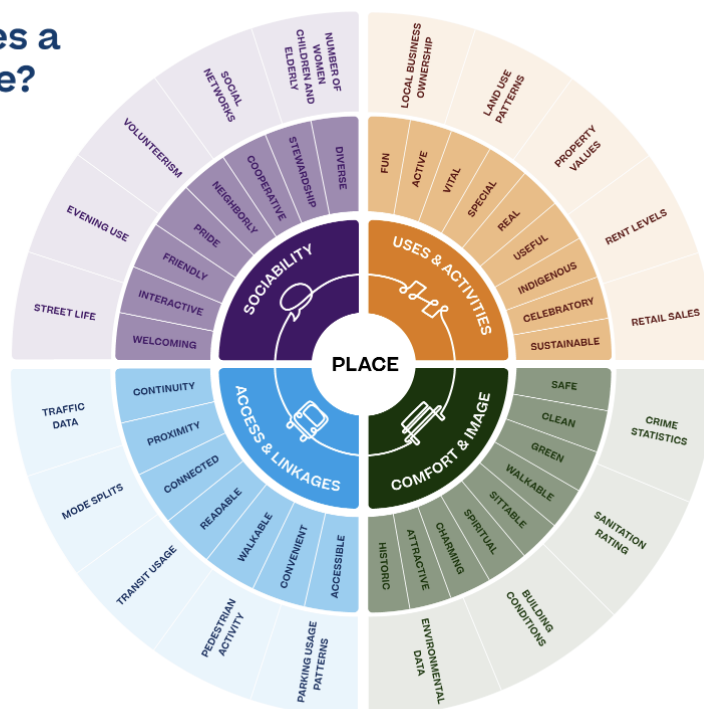 es a
e?
NUMBER OF
WOMEN
CHILDREN AND
ELDERLY
SOCIAL
NETWORKS
VOLUNTEERISM
EVENING USE
STREET LIFE
DIVERSE
STEWARDSHIP
COOPERATIVE
NEIGHBORLY
PRIDE
FRIENDLY
INTERACTIVE
WELCOMING
SOCIABILITY
LOCAL BUSINESS
OWNERSHIP
LAND USE
PATTERNS
PROPERTY
VALUES
RENT LEVELS
RETAIL SALES
FUN
ACTIVE
VITAL
SPECIAL
REAL
USEFUL
INDIGENOUS
CELEBRATORY
SUSTAINABLE
USES & ACTIVITIES
PLACE
ACCESS & LINKAGES
CONTINUITY
PROXIMITY
CONNECTED
READABLE
WALKABLE
CONVENIENT
ACCESSIBLE
TRAFFIC
DATA
MODE SPLITS
TRANSIT USAGE
PEDESTRIAN
ACTIVITY
PARKING USAGE
PATTERNS
COMFORT & IMAGE
SAFE
CLEAN
GREEN
WALKABLE
SITTABLE
SPIRITUAL
CHARMING
ATTRACTIVE
HISTORIC
CRIME
STATISTICS
SANITATION
RATING
BUILDING
CONDITIONS
ENVIRONMENTAL
DATA